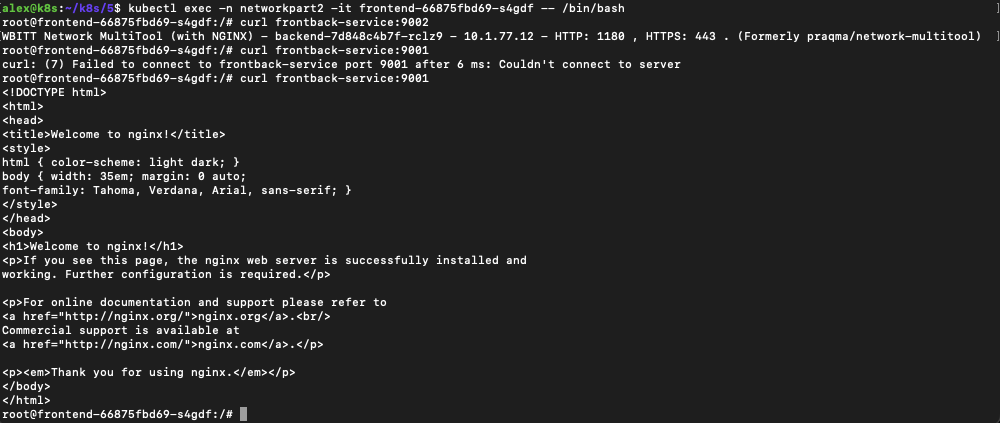 [alex@k8s:~/k8s/5$ kubectl exec -n networkpart2 -it frontend-66875fbd69-s4gdf -- /bin/bash ]
[root@frontend-66875fbd69-s4gdf:/# curl frontback-service:9002 ]
WBITT Network MultiTool (with NGINX) - backend-7d848c4b7f-rclz9 - 10.1.77.12 - HTTP: 1180 , HTTPS: 443 . (Formerly praqma/network-multitool)
[root@frontend-66875fbd69-s4gdf:/# curl frontback-service:9001 ]
curl: (7) Failed to connect to frontback-service port 9001 after 6 ms: Couldn't connect to server
[root@frontend-66875fbd69-s4gdf:/# curl frontback-service:9001 ]
<!DOCTYPE html>
<html>
<head>
<title>Welcome to nginx!</title>
<style>
html { color-scheme: light dark; }
body { width: 35em; margin: 0 auto;
font-family: Tahoma, Verdana, Arial, sans-serif; }
</style>
</head>
<body>
<h1>Welcome to nginx!</h1>
<p>If you see this page, the nginx web server is successfully installed and
working. Further configuration is required.</p>

<p>For online documentation and support please refer to
<a href="http://nginx.org/">nginx.org</a>.<br/>
Commercial support is available at
<a href="http://nginx.com/">nginx.com</a>.</p>

<p><em>Thank you for using nginx.</em></p>
</body>
</html>
root@frontend-66875fbd69-s4gdf:/#